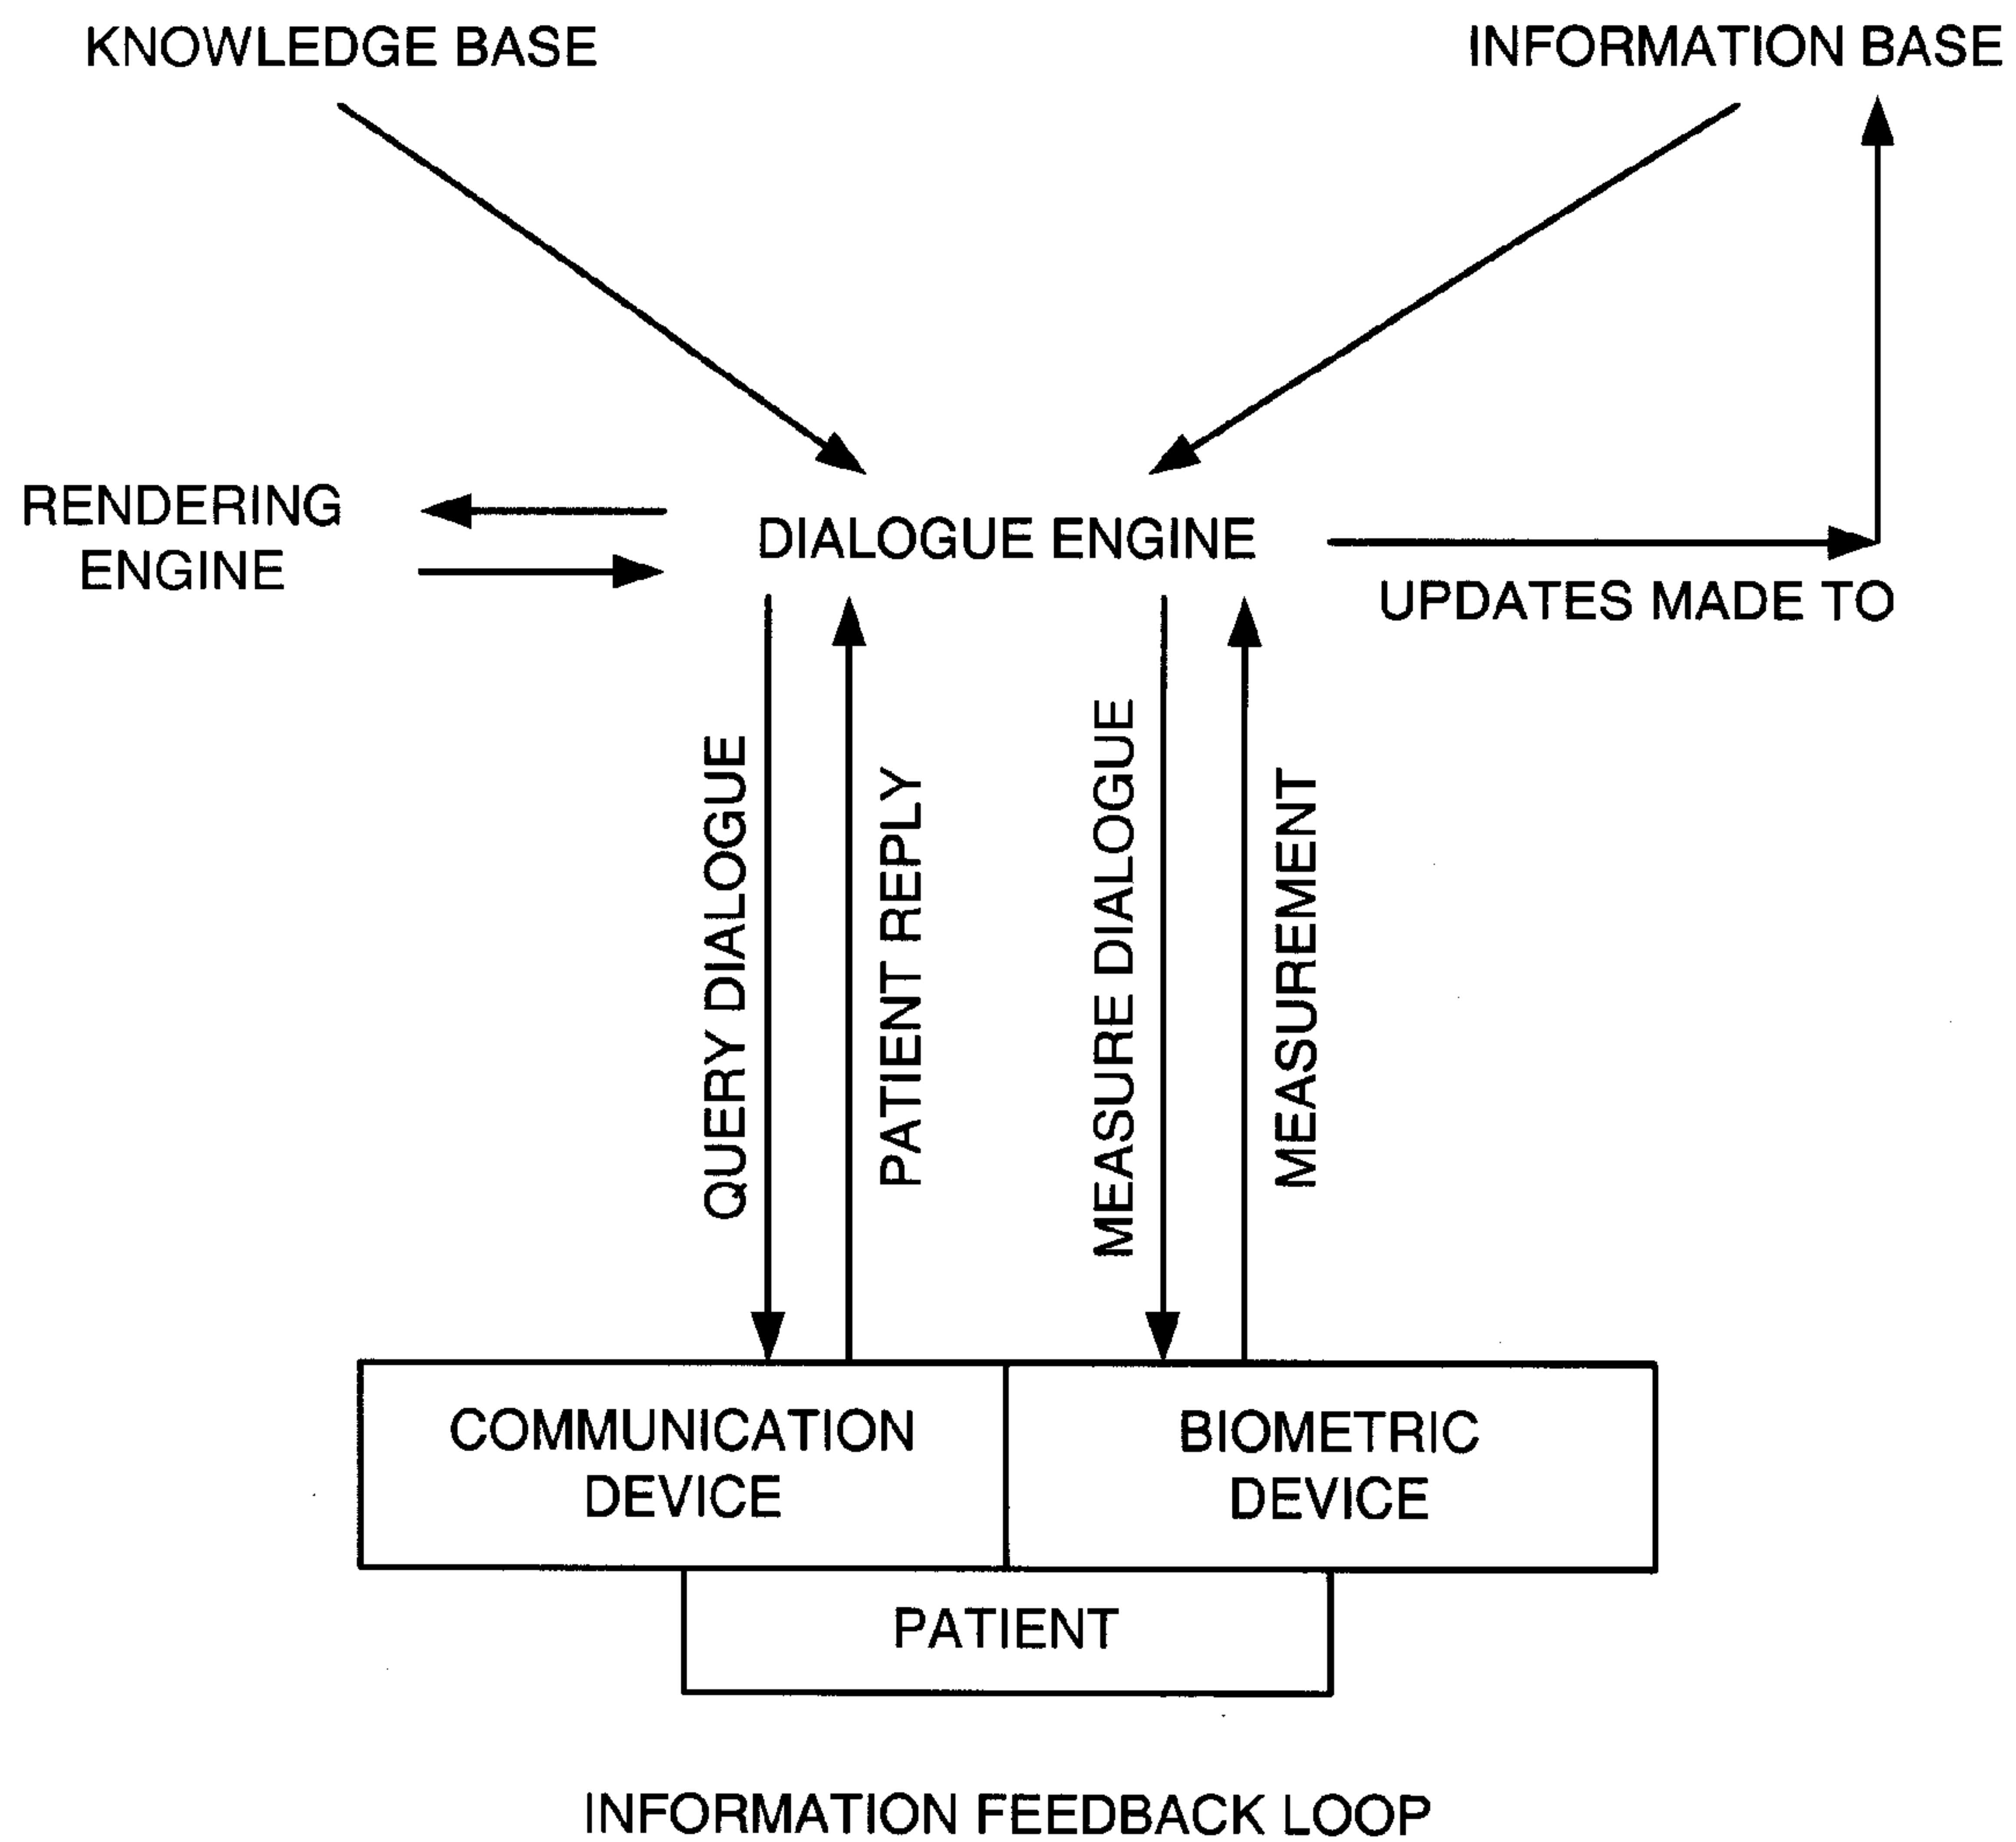 KNOWLEDGE BASE
INFORMATION BASE
RENDERING
ENGINE
DIALOGUE ENGINE
UPDATES MADE TO
QUERY DIALOGUE
PATIENT REPLY
MEASURE DIALOGUE
MEASUREMENT
COMMUNICATION
DEVICE
BIOMETRIC
DEVICE
PATIENT
INFORMATION FEEDBACK LOOP